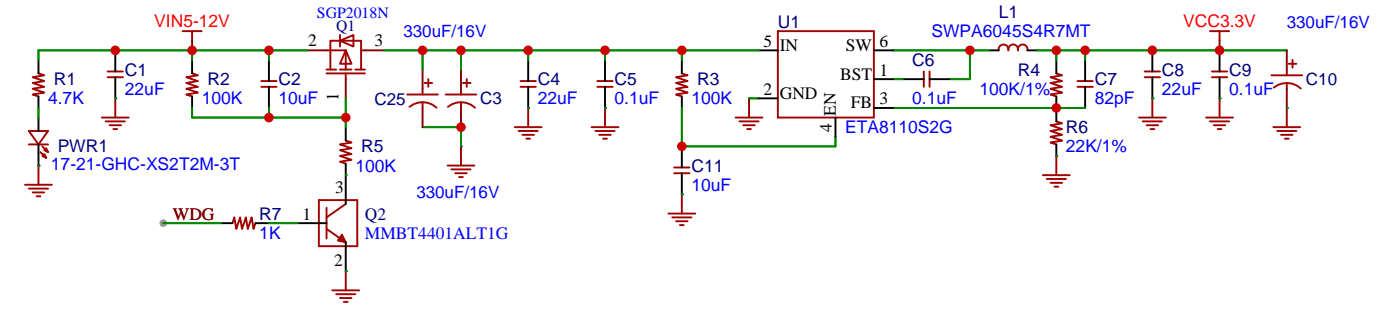 SGP2018N
VIN5-12V
Q1
330uF/16V
2
3
1
R1
4.7K
C1
22uF
R2
100K
C2
10uF
C25
C3
330uF/16V
C4
22uF
C5
0.1uF
R3
100K
PWR1
17-21-GHC-XS2T2M-3T
R5
100K
3
WDG
R7
1K
1
Q2
MMBT4401ALT1G
2
C11
10uF
U1
5
IN
SW
6
BST
1
2
GND
FB
3
EN
4
ETA8110S2G
C6
0.1uF
L1
SWPA6045S4R7MT
R4
100K/1%
C7
82pF
R6
22K/1%
VCC3.3V
330uF/16V
C8
22uF
C9
0.1uF
C10